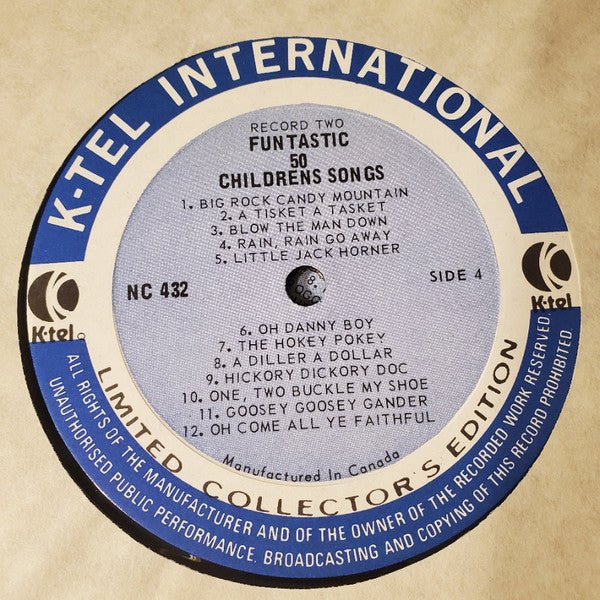 K-TEL INTERNATIONAL
RECORD TWO
FUNTASTIC
50
CHILDRENS SONGS
1. BIG ROCK CANDY MOUNTAIN
2. A TISKET A TASKET
3. BLOW THE MAN DOWN
4. RAIN, RAIN GO AWAY
5. LITTLE JACK HORNER
NC 432
SIDE 4
K-tel
K-tel
6. OH DANNY BOY
7. THE HOKEY POKEY
8. A DILLER A DOLLAR
9. HICKORY DICKORY DOC
10. ONE, TWO BUCKLE MY SHOE
11. GOOSEY GOOSEY GANDER
12. OH COME ALL YE FAITHFUL
Manufactured In Canada
LIMITED COLLECTOR'S EDITION
ALL RIGHTS OF THE MANUFACTURER AND OF THE OWNER OF THE RECORDED WORK RESERVED
UNAUTHORISED PUBLIC PERFORMANCE, BROADCASTING AND COPYING OF THIS RECORD PROHIBITED.